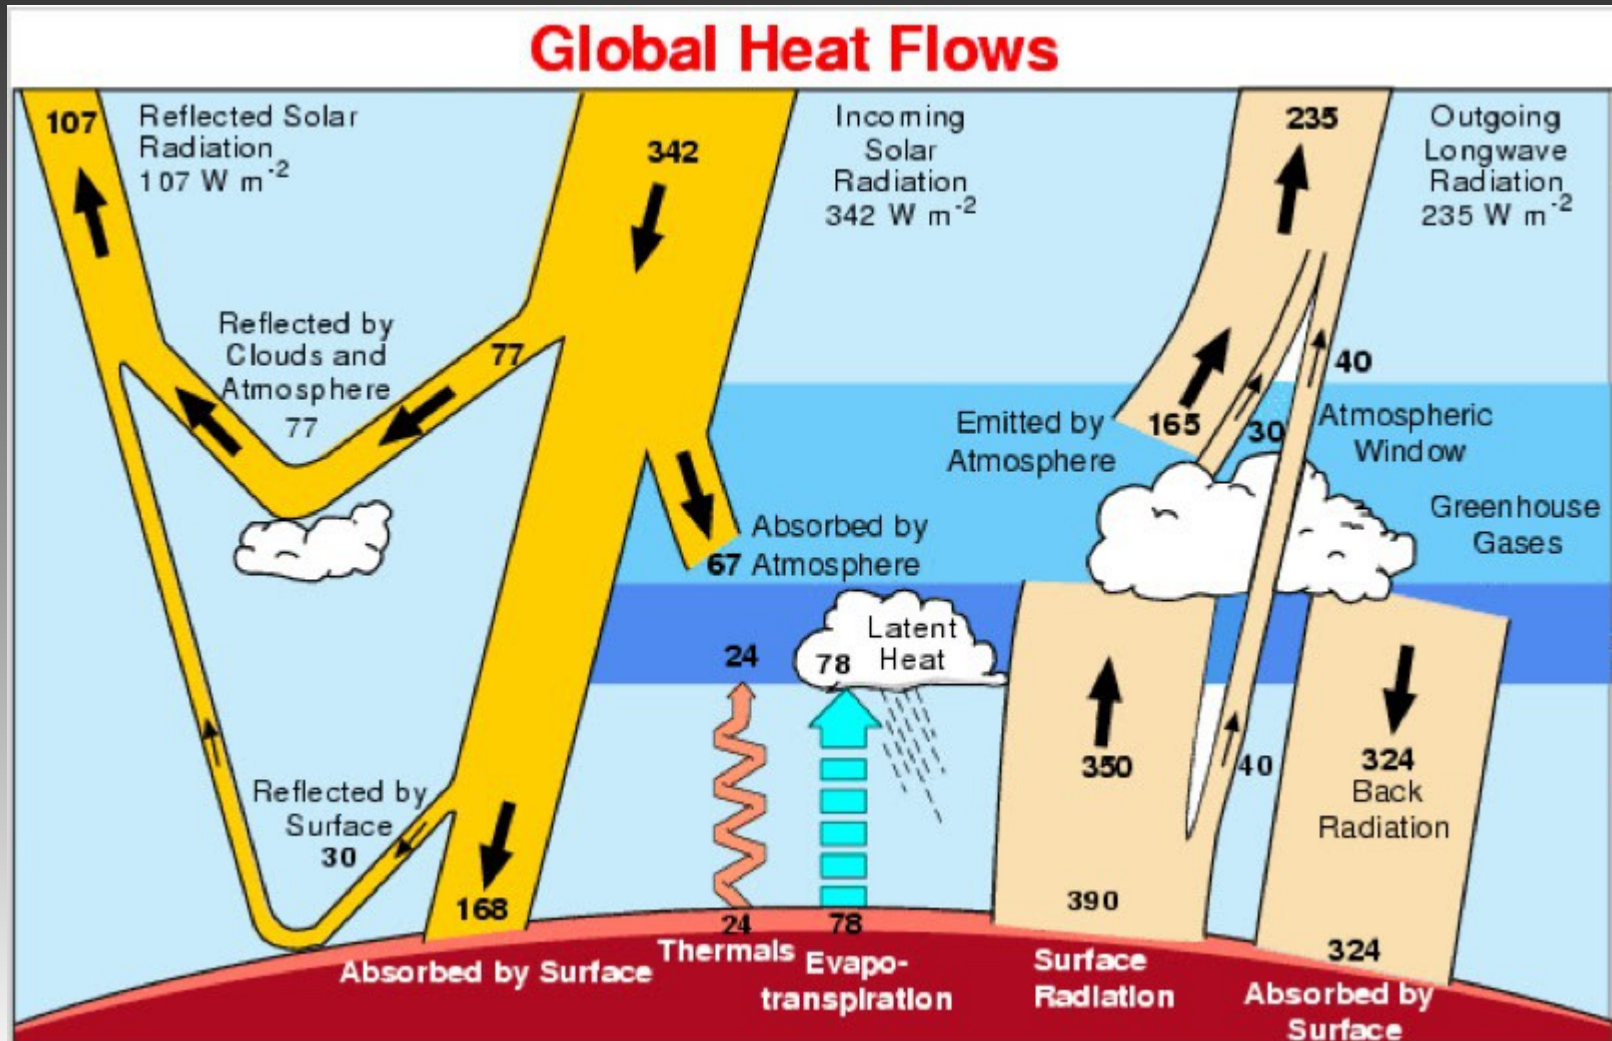 Global Heat Flows
107
Reflected Solar
Radiation
107 W m-2
342
Incoming
Solar
Radiation
342 W m-2
235
Outgoing
Longwave
Radiation
235 W m-2
Reflected by
Clouds and
Atmosphere
77
77
Emitted by
Atmosphere
165
30
40
Atmospheric
Window
Greenhouse
Gases
Absorbed by
67 Atmosphere
24
78
Latent
Heat
350
40
324
Back
Radiation
Reflected by
Surface
30
168
390
324
24
78
Absorbed by Surface
Thermals
Evapo-
transpiration
Surface
Radiation
Absorbed by
Surface